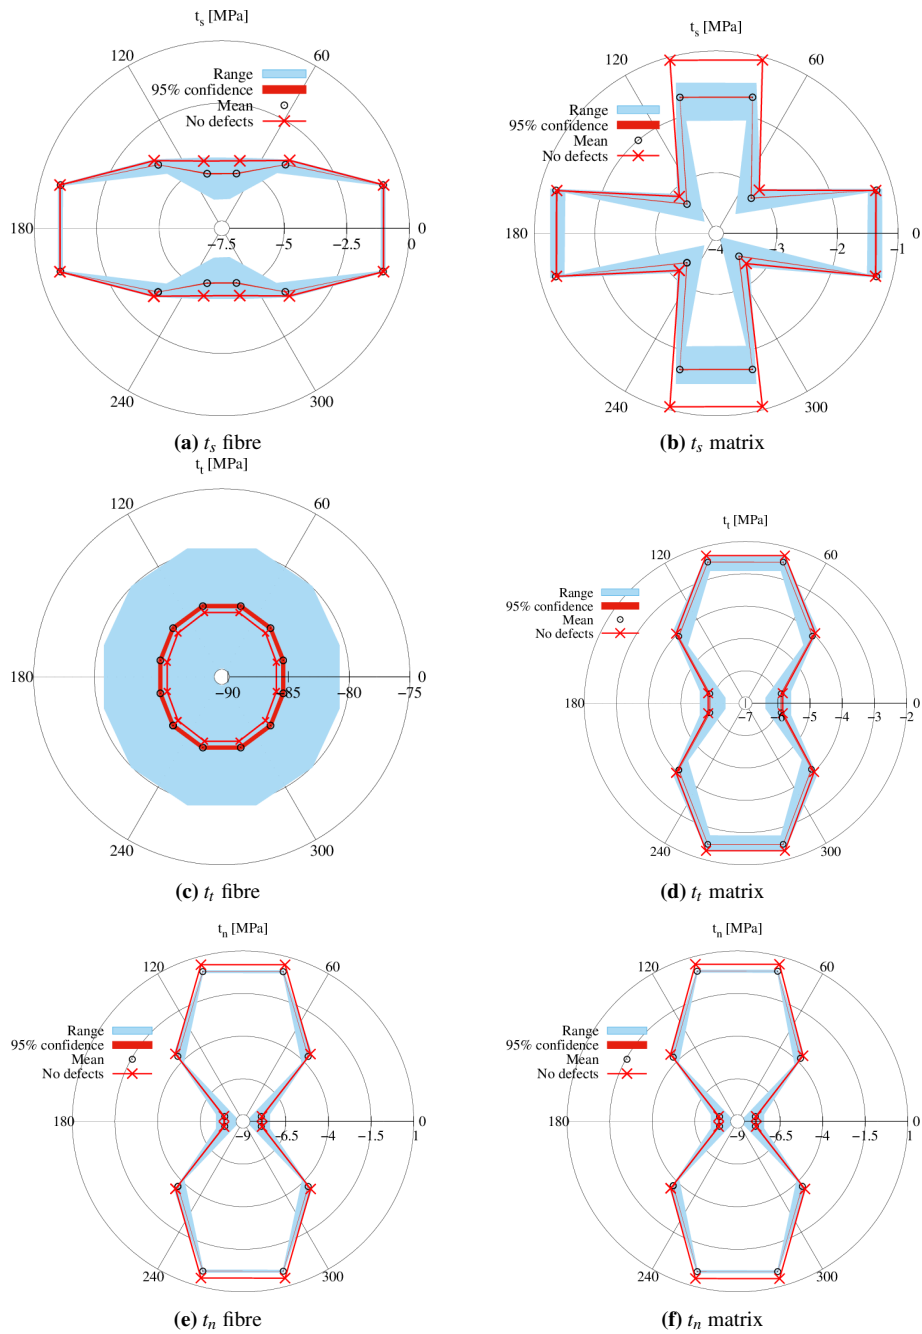 t_s [MPa]
120
60
Range
95% confidence
Mean
No defects
180
−7.5
−5
−2.5
0
0
240
300
(a) t_s fibre
t_s [MPa]
120
60
Range
95% confidence
Mean
No defects
180
−4
−3
−2
−1
0
240
300
(b) t_s matrix
t_t [MPa]
120
60
180
−90
−85
−80
−75
0
240
300
(c) t_t fibre
t_t [MPa]
120
60
Range
95% confidence
Mean
No defects
180
−7
−6
−5
−4
−3
−2
0
240
300
(d) t_t matrix
t_n [MPa]
120
60
Range
95% confidence
Mean
No defects
180
−9
−6.5
−4
−1.5
1
0
240
300
(e) t_n fibre
t_n [MPa]
120
60
Range
95% confidence
Mean
No defects
180
−9
−6.5
−4
−1.5
1
0
240
300
(f) t_n matrix